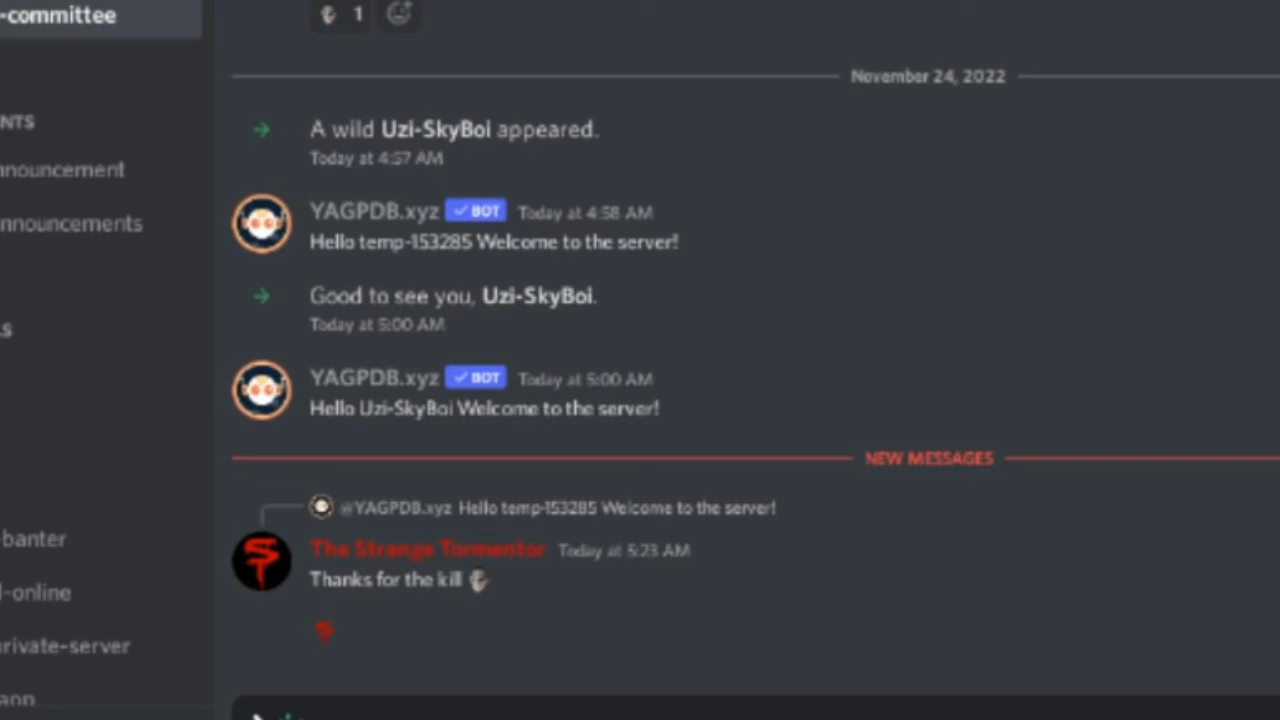 -committee
1
November 24, 2022
A wild Uzi-SkyBoi appeared.
Today at 4:57 AM
YAGPDB.xyz BOT Today at 4:58 AM
Hello temp-153285 Welcome to the server!
Good to see you, Uzi-SkyBoi.
Today at 5:00 AM
YAGPDB.xyz BOT Today at 5:00 AM
Hello Uzi-SkyBoi Welcome to the server!
NEW MESSAGES
@YAGPDB.xyz Hello temp-153285 Welcome to the server!
The Strange Tormentor Today at 5:23 AM
Thanks for the kill
NTS
nnouncement
nnouncements
LS
-banter
l-online
rivate-server
ann